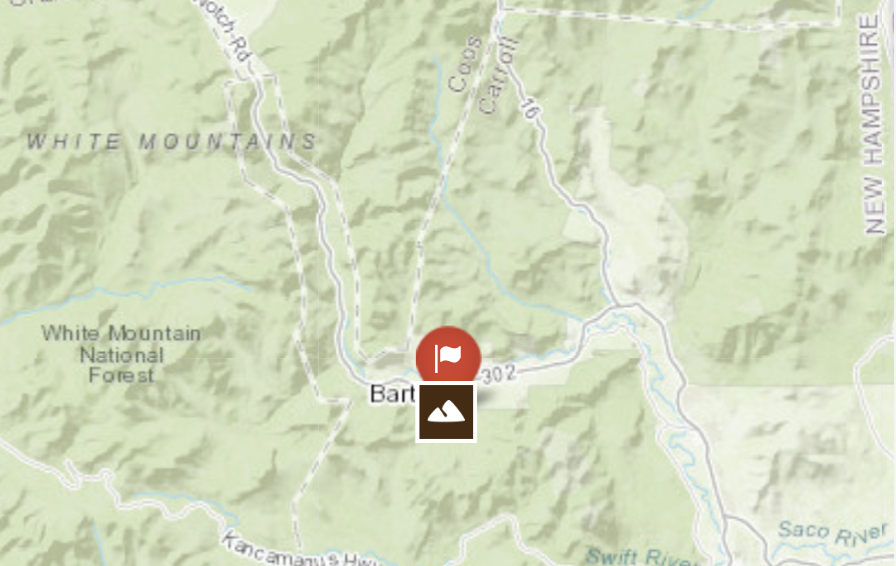 Notch-Rd
Coos
Carroll
16
NEW HAMPSHIRE
WHITE MOUNTAINS
White Mountain
National
Forest
302
Bart
Kancamagus Hwy
Swift River
Saco River